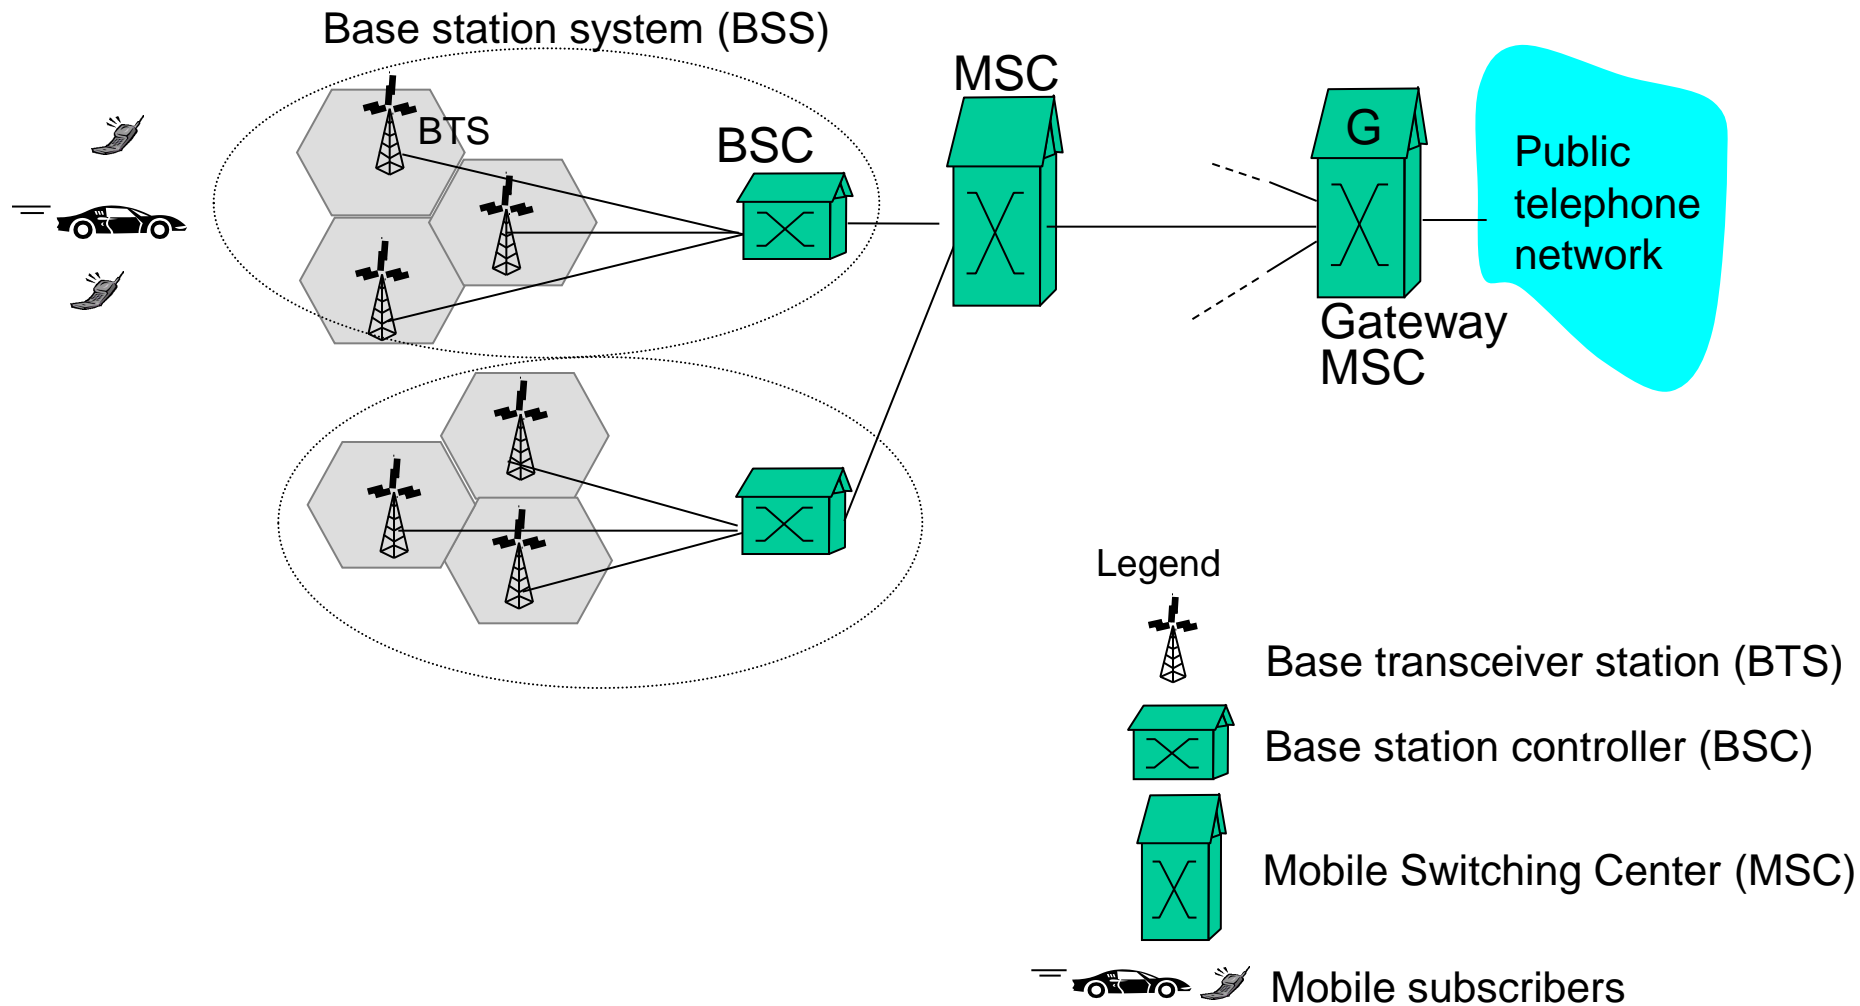 Base station system (BSS)
MSC
BTS
BSC
G
Public
telephone
network
Gateway
MSC
Legend
Base transceiver station (BTS)
Base station controller (BSC)
Mobile Switching Center (MSC)
Mobile subscribers